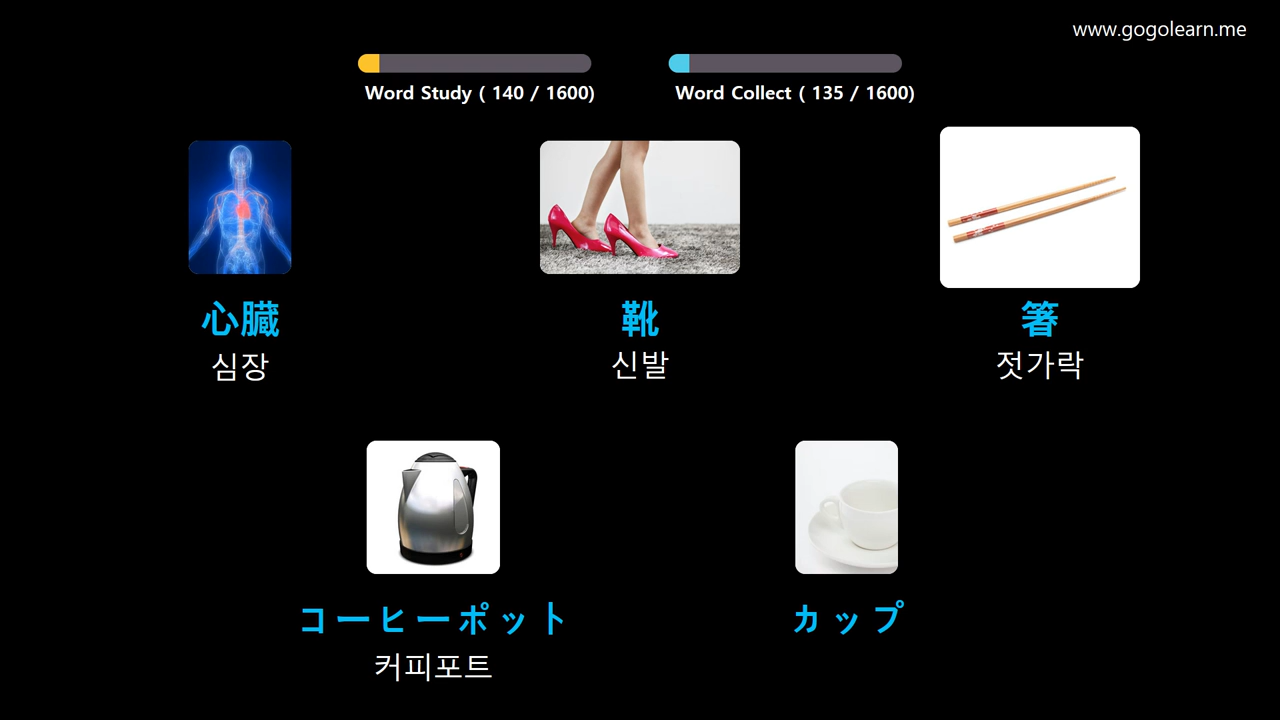 www.gogolearn.me
Word Study ( 140 / 1600)
Word Collect ( 135 / 1600)
心臓
靴
箸
심장
신발
젓가락
コーヒーポット
カップ
커피포트